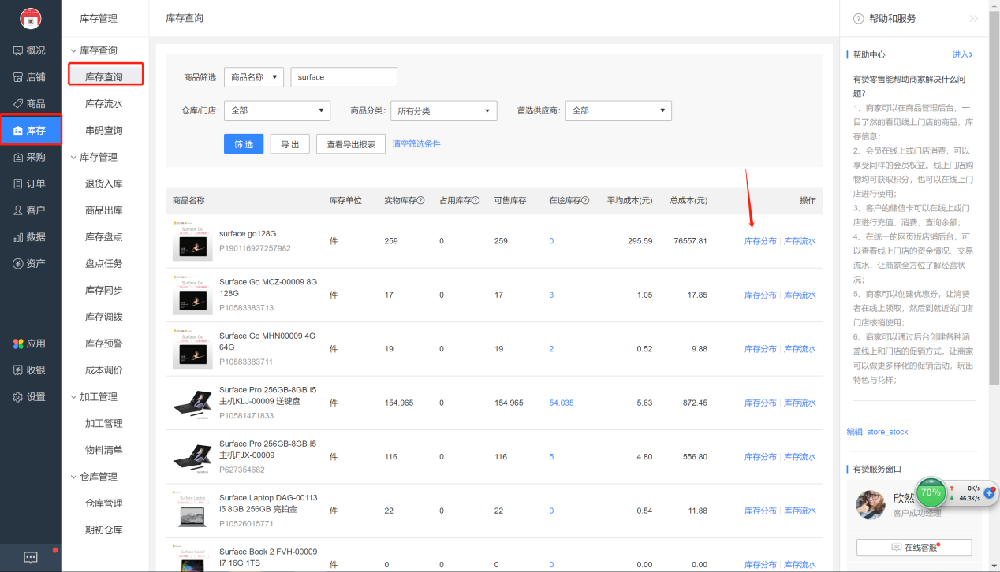 概况
店铺
商品
库存
采购
订单
客户
数据
资产
应用
收银
设置
库存管理
库存查询
库存查询
库存流水
串码查询
库存管理
退货入库
商品出库
库存盘点
盘点任务
库存同步
库存调拨
库存预警
成本调价
加工管理
加工管理
物料清单
仓库管理
仓库管理
期初仓库
库存查询
商品筛选: 商品名称 surface
仓库/门店: 全部 商品分类: 所有分类 首选供应商: 全部
筛选 导出 查看导出报表 清空筛选条件
商品名称 库存单位 实物库存 占用库存 可售库存 在途库存 平均成本(元) 总成本(元) 操作
surface go128G
P190116927257982
件 259 0 259 0 295.59 76557.81 库存分布 库存流水
Surface Go MCZ-00009 8G
128G
P10583383713
件 17 0 17 3 1.05 17.85 库存分布 库存流水
Surface Go MHN00009 4G
64G
P10583383711
件 19 0 19 2 0.52 9.88 库存分布 库存流水
Surface Pro 256GB-8GB I5
主机KLJ-00009 送键盘
P10581471833
件 154.965 0 154.965 54.035 5.63 872.45 库存分布 库存流水
Surface Pro 256GB-8GB I5
主机FJX-00009
P627354682
件 116 0 116 5 4.80 556.80 库存分布 库存流水
Surface Laptop DAG-00113
i5 8GB 256GB 亮铂金
P10526015771
件 22 0 22 0 0.54 11.88 库存分布 库存流水
Surface Book 2 FVH-00009
I7 16G 1TB
件 0 0 0 0 0.00 0.00 库存分布 库存流水
帮助和服务
帮助中心 进入
有赞零售能帮助商家解决什么问
题?
1、商家可以在商品管理后台，一
目了然的看见线上门店的商品，库
存信息；
2、会员在线上或门店消费，可以
享受同样的会员权益。线上门店购
物均可获取积分，也可以在线上门
店进行使用；
3、客户的储值卡可以在线上或门
店进行充值、消费、查询余额；
4、在统一的网页版店铺后台，可
以查看线上门店的资金情况、交易
流水，让商家全方位了解经营状
况；
5、商家可以创建优惠券，让消费
者在线上领取，然后到就近的门店
门店核销使用；
6、商家可以通过后台创建各种涵
盖线上和门店的促销方式，让商家
可以做更多样化的促销活动，玩出
特色与花样；
编辑: store_stock
有赞服务窗口
欣然
客户成功经理
70%
0K/s
46.3K/s
在线客服